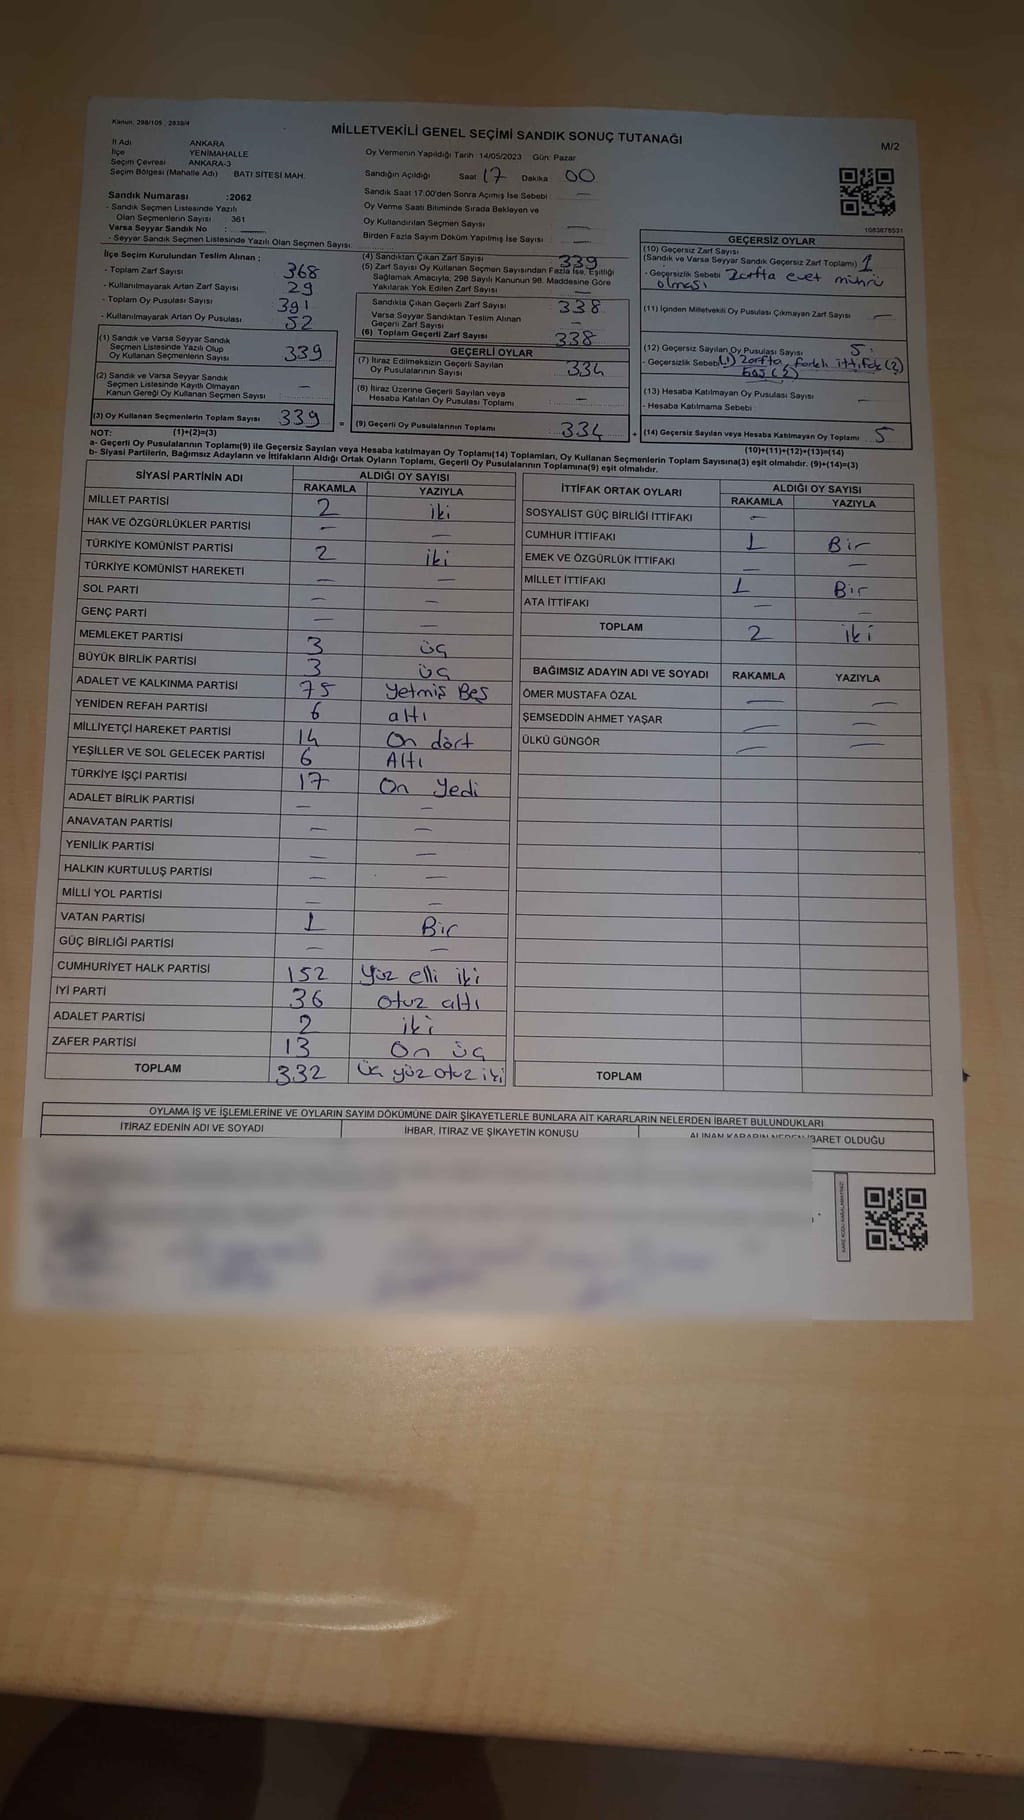 Kanun, 298/105 , 2839/4
MİLLETVEKİLİ GENEL SEÇİMİ SANDIK SONUÇ TUTANAĞI
M/2
İl Adı ANKARA
İlçe YENİMAHALLE
Seçim Çevresi ANKARA-3
Seçim Bölgesi (Mahalle Adı) BATI SİTESİ MAH.
Oy Vermenin Yapıldığı Tarih :14/05/2023 Gün: Pazar
Sandığın Açıldığı Saat 17 Dakika 00
Sandık Saat 17:00'den Sonra Açılmış İse Sebebi : —
Oy Verme Saati Bitiminde Sırada Bekleyen ve
Oy Kullandırılan Seçmen Sayısı —
Birden Fazla Sayım Döküm Yapılmış İse Sayısı —
Sandık Numarası :2062
- Sandık Seçmen Listesinde Yazılı
Olan Seçmenlerin Sayısı : 361
Varsa Seyyar Sandık No :
- Seyyar Sandık Seçmen Listesinde Yazılı Olan Seçmen Sayısı:
1083878531
İlçe Seçim Kurulundan Teslim Alınan :
- Toplam Zarf Sayısı 368
- Kullanılmayarak Artan Zarf Sayısı 29
- Toplam Oy Pusulası Sayısı 391
- Kullanılmayarak Artan Oy Pusulası 52
(1) Sandık ve Varsa Seyyar Sandık
Seçmen Listesinde Yazılı Olup
Oy Kullanan Seçmenlerin Sayısı 339
(2) Sandık ve Varsa Seyyar Sandık
Seçmen Listesinde Kayıtlı Olmayan
Kanun Gereği Oy Kullanan Seçmen Sayısı —
(3) Oy Kullanan Seçmenlerin Toplam Sayısı 339 =
(1)+(2)=(3)
(4) Sandıktan Çıkan Zarf Sayısı 339
(5) Zarf Sayısı Oy Kullanan Seçmen Sayısından Fazla İse, Eşitliği
Sağlamak Amacıyla, 298 Sayılı Kanunun 98. Maddesine Göre
Yakılarak Yok Edilen Zarf Sayısı —
Sandıkta Çıkan Geçerli Zarf Sayısı 338
Varsa Seyyar Sandıktan Teslim Alınan
Geçerli Zarf Sayısı —
(6) Toplam Geçerli Zarf Sayısı 338
GEÇERLİ OYLAR
(7) İtiraz Edilmeksizin Geçerli Sayılan
Oy Pusulalarının Sayısı 334
(8) İtiraz Üzerine Geçerli Sayılan veya
Hesaba Katılan Oy Pusulası Toplamı —
(9) Geçerli Oy Pusulalarının Toplamı 334 +
GEÇERSİZ OYLAR
(10) Geçersiz Zarf Sayısı
(Sandık ve Varsa Seyyar Sandık Geçersiz Zarf Toplamı) 1
- Geçersizlik Sebebi Zarfta evet mührü
olması
(11) İçinden Milletvekili Oy Pusulası Çıkmayan Zarf Sayısı —
(12) Geçersiz Sayılan Oy Pusulası Sayısı 5
- Geçersizlik Sebebi (1) Zarfta, farklı ittifak (2)
(13) Hesaba Katılmayan Oy Pusulası Sayısı —
- Hesaba Katılmama Sebebi
(14) Geçersiz Sayılan veya Hesaba Katılmayan Oy Toplamı 5
(10)+(11)+(12)+(13)=(14)
NOT:
a- Geçerli Oy Pusulalarının Toplamı(9) ile Geçersiz Sayılan veya Hesaba katılmayan Oy Toplamı(14) Toplamları, Oy Kullanan Seçmenlerin Toplam Sayısına(3) eşit olmalıdır. (9)+(14)=(3)
b- Siyasi Partilerin, Bağımsız Adayların ve İttifakların Aldığı Ortak Oyların Toplamı, Geçerli Oy Pusulalarının Toplamına(9) eşit olmalıdır.
SİYASİ PARTİNİN ADI ALDIĞI OY SAYISI
RAKAMLA YAZIYLA
MİLLET PARTİSİ 2 iki
HAK VE ÖZGÜRLÜKLER PARTİSİ — —
TÜRKİYE KOMÜNİST PARTİSİ 2 iki
TÜRKİYE KOMÜNİST HAREKETİ — —
SOL PARTİ — —
GENÇ PARTİ — —
MEMLEKET PARTİSİ 3 üç
BÜYÜK BİRLİK PARTİSİ 3 üç
ADALET VE KALKINMA PARTİSİ 75 Yetmiş Beş
YENİDEN REFAH PARTİSİ 6 altı
MİLLİYETÇİ HAREKET PARTİSİ 14 On dört
YEŞİLLER VE SOL GELECEK PARTİSİ 6 Altı
TÜRKİYE İŞÇİ PARTİSİ 17 On Yedi
ADALET BİRLİK PARTİSİ — —
ANAVATAN PARTİSİ — —
YENİLİK PARTİSİ — —
HALKIN KURTULUŞ PARTİSİ — —
MİLLİ YOL PARTİSİ — —
VATAN PARTİSİ 1 Bir
GÜÇ BİRLİĞİ PARTİSİ — —
CUMHURİYET HALK PARTİSİ 152 Yüz elli iki
İYİ PARTİ 36 otuz altı
ADALET PARTİSİ 2 iki
ZAFER PARTİSİ 13 On üç
TOPLAM 332 Üç yüz otuz iki
İTTİFAK ORTAK OYLARI ALDIĞI OY SAYISI
RAKAMLA YAZIYLA
SOSYALİST GÜÇ BİRLİĞİ İTTİFAKI —
CUMHUR İTTİFAKI 1 Bir
EMEK VE ÖZGÜRLÜK İTTİFAKI — —
MİLLET İTTİFAKI 1 Bir
ATA İTTİFAKI — —
TOPLAM 2 iki
BAĞIMSIZ ADAYIN ADI VE SOYADI RAKAMLA YAZIYLA
ÖMER MUSTAFA ÖZAL — —
ŞEMSEDDİN AHMET YAŞAR — —
ÜLKÜ GÜNGÖR — —
TOPLAM
OYLAMA İŞ VE İŞLEMLERİNE VE OYLARIN SAYIM DÖKÜMÜNE DAİR ŞİKAYETLERLE BUNLARA AİT KARARLARIN NELERDEN İBARET BULUNDUKLARI
İTİRAZ EDENİN ADI VE SOYADI İHBAR, İTİRAZ VE ŞİKAYETİN KONUSU ALINAN KARARIN NEDEN İBARET OLDUĞU